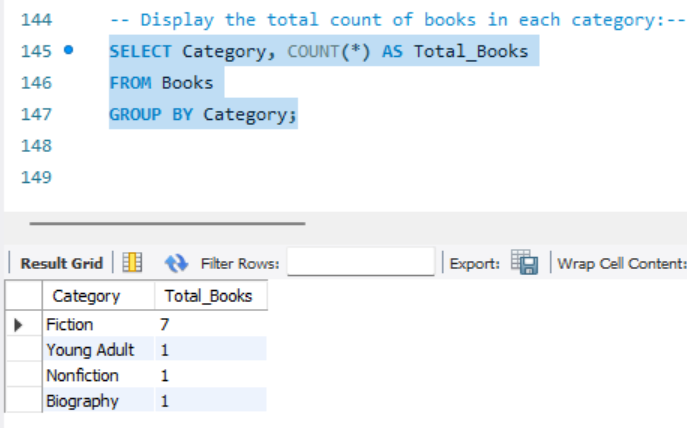 144 -- Display the total count of books in each category:--
145 SELECT Category, COUNT(*) AS Total_Books
146 FROM Books
147 GROUP BY Category;
148
149
Result Grid Filter Rows: Export: Wrap Cell Content:
Category Total_Books
Fiction 7
Young Adult 1
Nonfiction 1
Biography 1